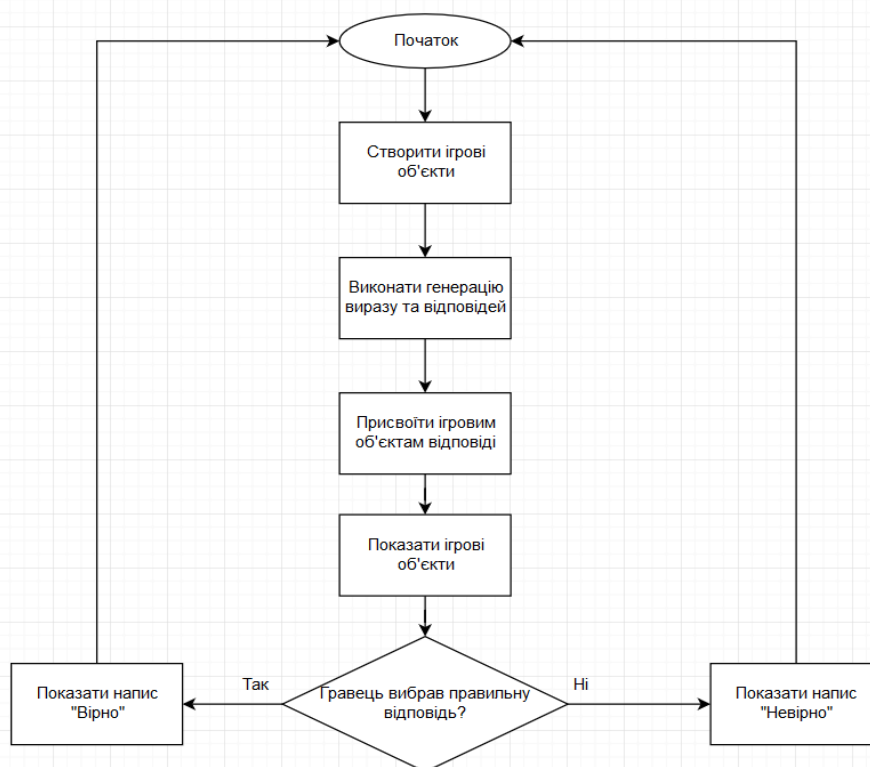 Початок
Створити ігрові
об'єкти
Виконати генерацію
виразу та відповідей
Присвоїти ігровим
об'єктам відповіді
Показати ігрові
об'єкти
Гравець вибрав правильну
відповідь?
Так
Ні
Показати напис
"Вірно"
Показати напис
"Невірно"